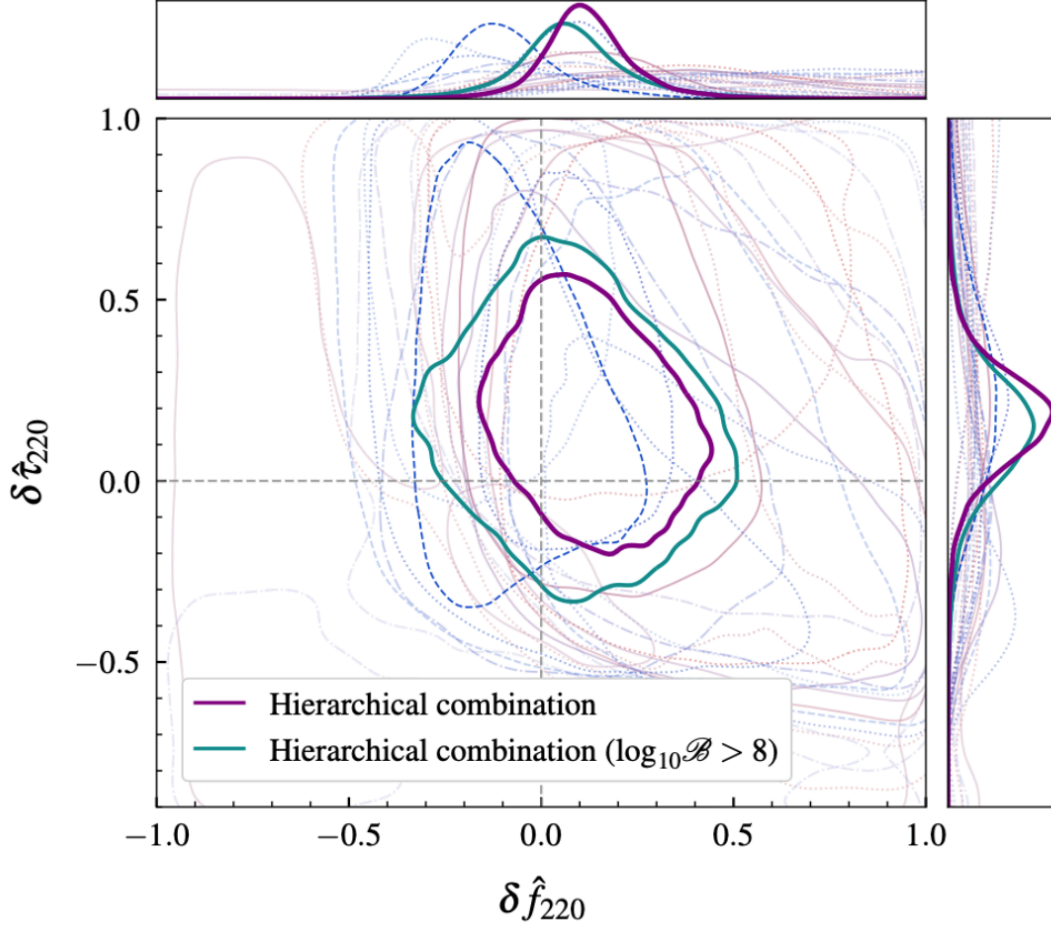 1.0
0.5
0.0
−0.5
δτ̂₂₂₀
Hierarchical combination
Hierarchical combination (log₁₀ℬ > 8)
−1.0 −0.5 0.0 0.5 1.0
δf̂₂₂₀